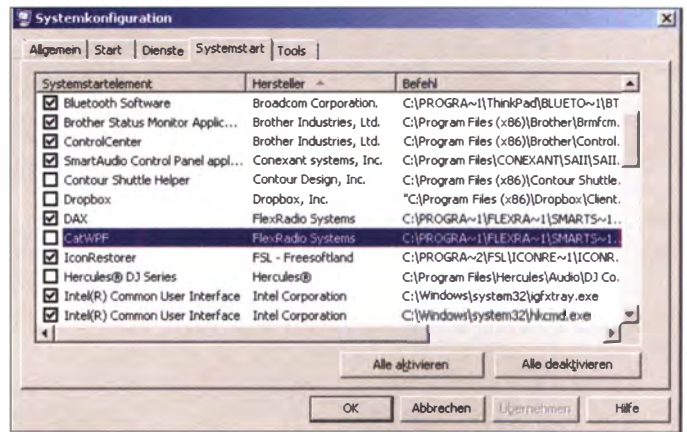 Systemkonfiguration
Allgemein Start Dienste Systemstart Tools
Systemstartelement Hersteller Befehl
Bluetooth Software Broadcom Corporation. C:\PROGRA~1\ThinkPad\BLUETO~1\BT
Brother Status Monitor Applic... Brother Industries, Ltd. C:\Program Files (x86)\Brother\Brmfcm.
ControlCenter Brother Industries, Ltd. C:\Program Files (x86)\Brother\Control.
SmartAudio Control Panel appl... Conexant systems, Inc. C:\Program Files\CONEXANT\SAII\SAII.
Contour Shuttle Helper Contour Design, Inc. C:\Program Files (x86)\Contour Shuttle.
Dropbox Dropbox, Inc. "C:\Program Files (x86)\Dropbox\Client.
DAX FlexRadio Systems C:\PROGRA~1\FLEXRA~1\SMARTS~1..
CatWPF FlexRadio Systems C:\PROGRA~1\FLEXRA~1\SMARTS~1.
IconRestorer FSL - Freesoftland C:\PROGRA~2\FSL\ICONRE~1\ICONR.
Hercules® DJ Series Hercules® C:\Program Files\Hercules\Audio\DJ Co.
Intel(R) Common User Interface Intel Corporation C:\Windows\system32\igfxtray.exe
Intel(R) Common User Interface Intel Corporation C:\Windows\system32\hkcmd.exe
Alle aktivieren Alle deaktivieren
OK Abbrechen Übernehmen Hilfe